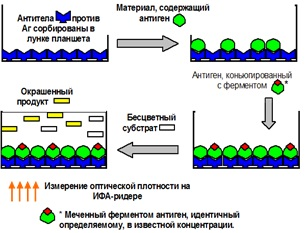 Антитела против
Аг сорбированы в
лунке планшета
Материал, содержащий
антиген
Антиген, конъюгированный
с ферментом *
Окрашенный
продукт
Бесцветный
субстрат
Измерение оптической плотности на
ИФА-ридере
* Меченный ферментом антиген, идентичный
определяемому, в известной концентрации.